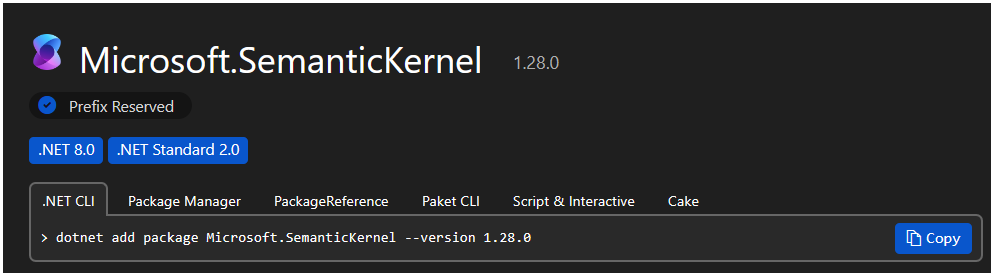 Microsoft.SemanticKernel 1.28.0
Prefix Reserved
.NET 8.0 .NET Standard 2.0
.NET CLI Package Manager PackageReference Paket CLI Script & Interactive Cake
> dotnet add package Microsoft.SemanticKernel --version 1.28.0 Copy